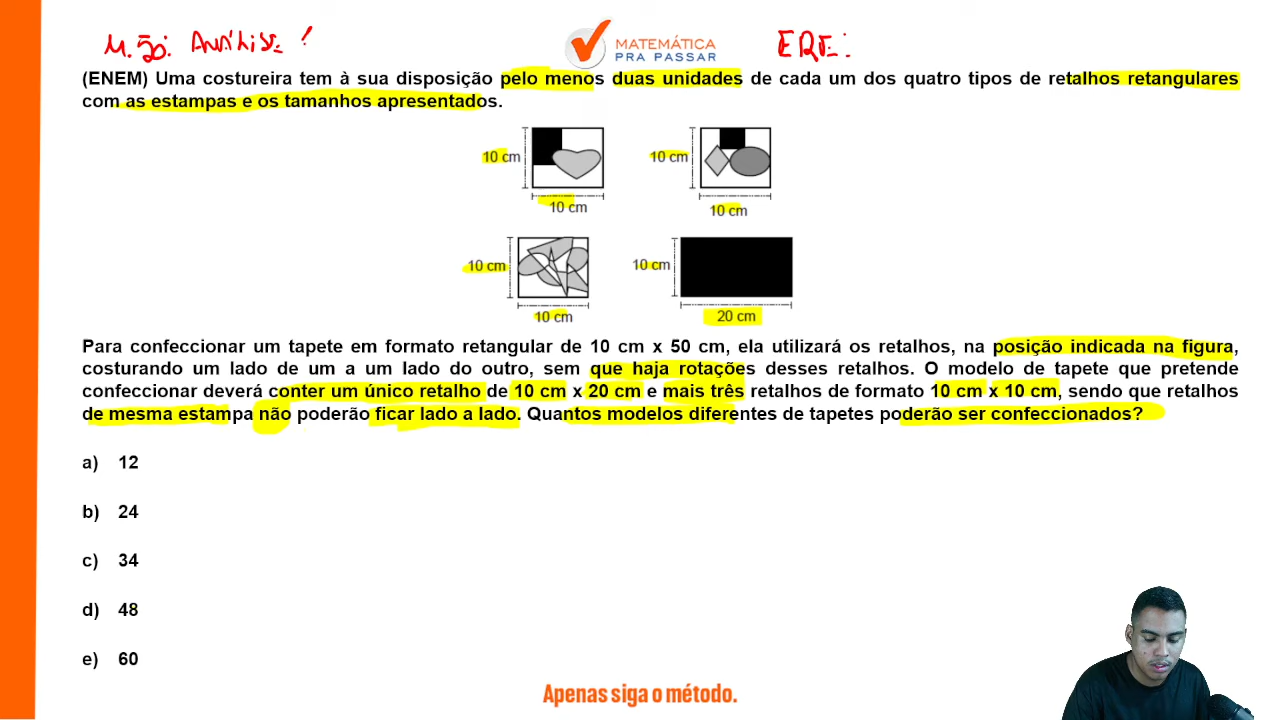 M.50: Análise !
MATEMÁTICA
PRA PASSAR
ERE:
(ENEM) Uma costureira tem à sua disposição pelo menos duas unidades de cada um dos quatro tipos de retalhos retangulares
com as estampas e os tamanhos apresentados.
10 cm
10 cm
10 cm
10 cm
10 cm
10 cm
10 cm
20 cm
Para confeccionar um tapete em formato retangular de 10 cm x 50 cm, ela utilizará os retalhos, na posição indicada na figura,
costurando um lado de um a um lado do outro, sem que haja rotações desses retalhos. O modelo de tapete que pretende
confeccionar deverá conter um único retalho de 10 cm x 20 cm e mais três retalhos de formato 10 cm x 10 cm, sendo que retalhos
de mesma estampa não poderão ficar lado a lado. Quantos modelos diferentes de tapetes poderão ser confeccionados?
a) 12
b) 24
c) 34
d) 48
e) 60
Apenas siga o método.